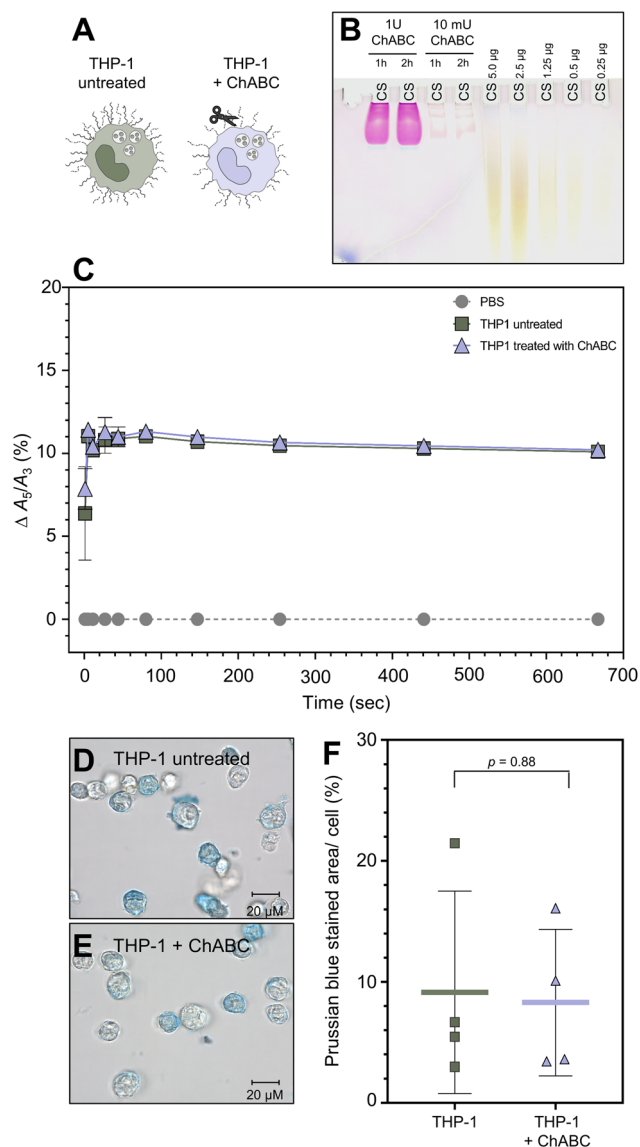 A
THP-1
untreated
THP-1
+ ChABC
B
1U
ChABC
10 mU
ChABC
1h
2h
1h
2h
CS
CS
CS
CS
CS 5.0 µg
CS 2.5 µg
CS 1.25 µg
CS 0.5 µg
CS 0.25 µg
C
20
15
10
5
0
Δ A5/A3 (%)
PBS
THP1 untreated
THP1 treated with ChABC
0
100
200
300
400
500
600
700
Time (sec)
D THP-1 untreated
20 µM
E THP-1 + ChABC
20 µM
F
30
20
10
0
Prussian blue stained area/ cell (%)
p = 0.88
THP-1
THP-1
+ ChABC